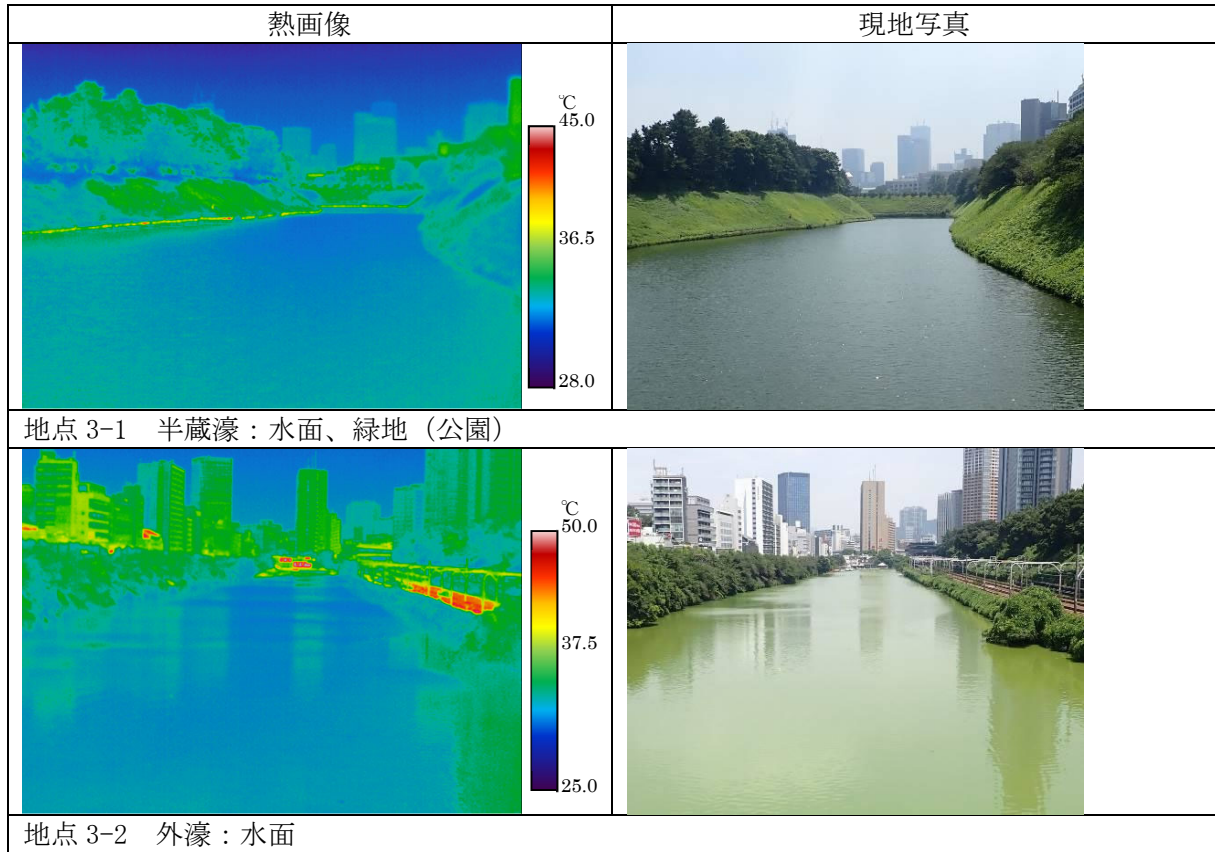 熱画像
現地写真
℃
45.0
36.5
28.0
地点 3-1 半蔵濠：水面、緑地（公園）
℃
50.0
37.5
25.0
地点 3-2 外濠：水面